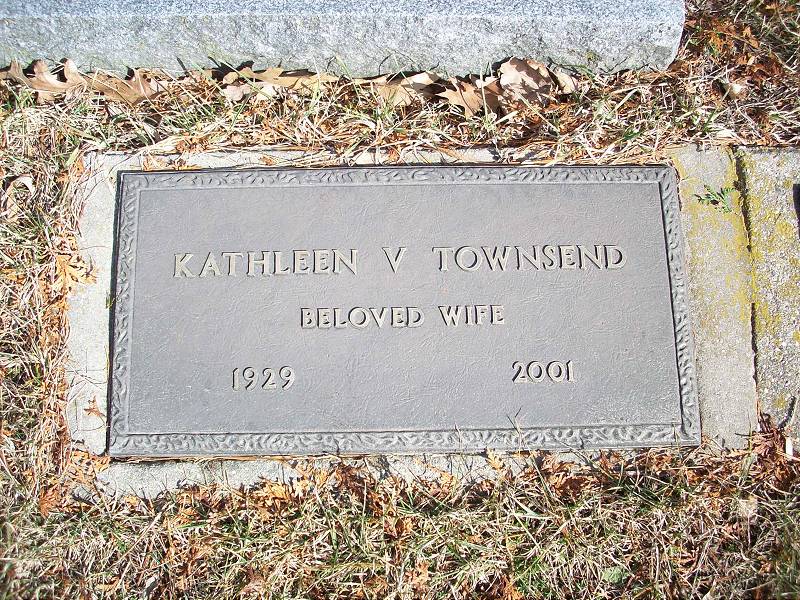 KATHLEEN V TOWNSEND
BELOVED WIFE
1929 2001